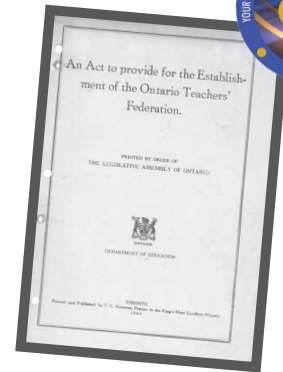 YOUR
An Act to provide for the Establish-
ment of the Ontario Teachers'
Federation.
PRINTED BY ORDER OF
THE LEGISLATIVE ASSEMBLY OF ONTARIO
ONTARIO
DEPARTMENT OF EDUCATION
TORONTO
Printed and Published by T. E. Bowman, Printer to the King's Most Excellent Majesty